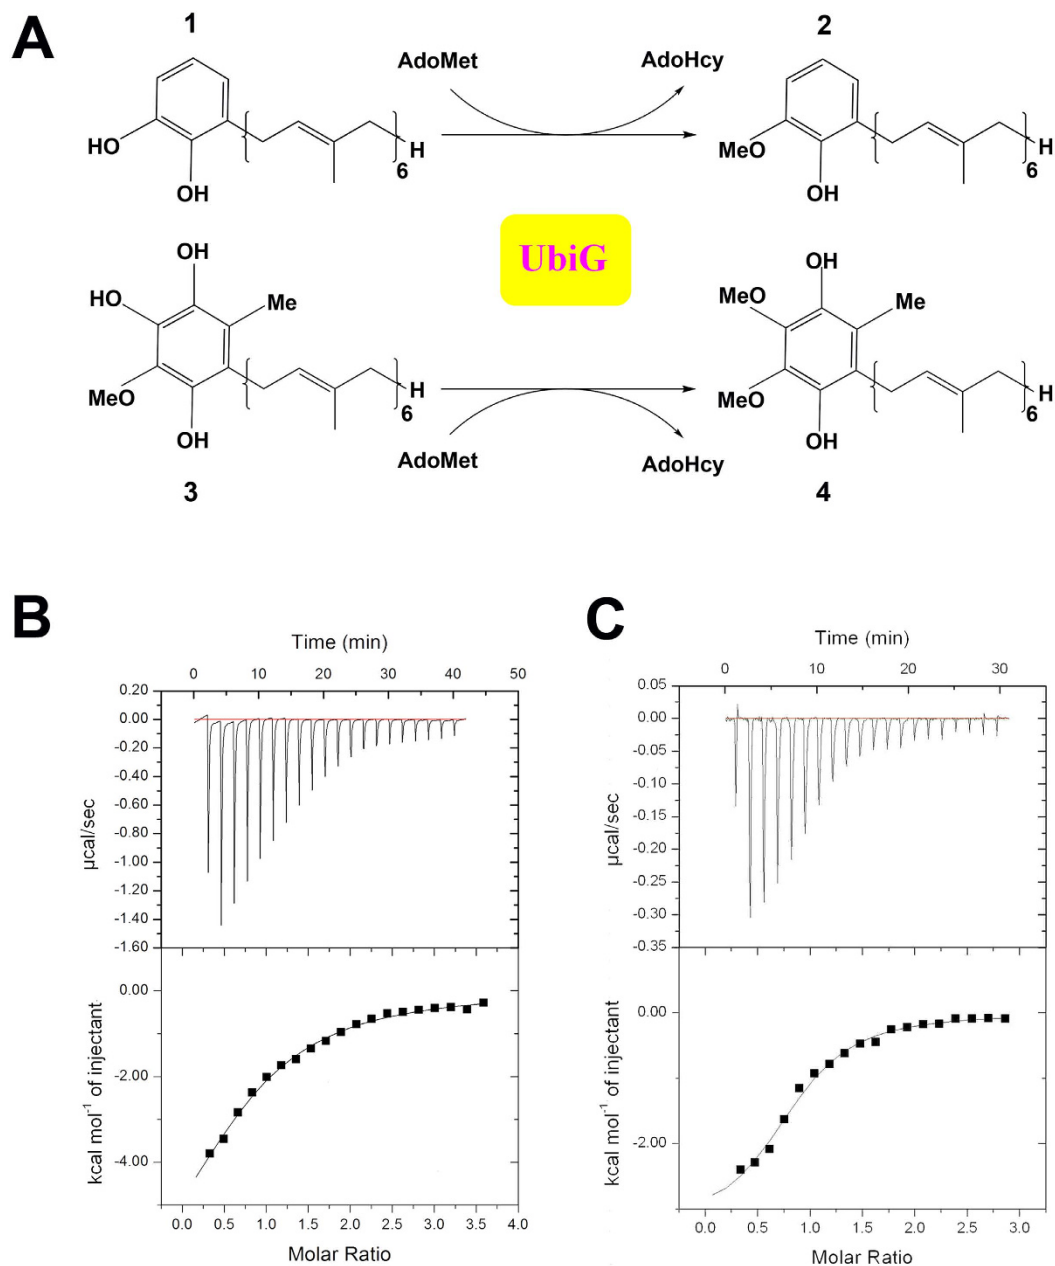 A
1
2
AdoMet
AdoHcy
HO
OH
H
6
MeO
OH
H
6
UbiG
OH
HO
Me
MeO
OH
H
6
OH
MeO
Me
MeO
OH
H
6
AdoMet
AdoHcy
3
4
B
Time (min)
0 10 20 30 40 50
0.20
0.00
-0.20
-0.40
-0.60
-0.80
-1.00
-1.20
-1.40
-1.60
µcal/sec
0.00
-2.00
-4.00
kcal mol⁻¹ of injectant
0.0 0.5 1.0 1.5 2.0 2.5 3.0 3.5 4.0
Molar Ratio
C
Time (min)
0 10 20 30
0.05
0.00
-0.05
-0.10
-0.15
-0.20
-0.25
-0.30
-0.35
µcal/sec
0.00
-2.00
kcal mol⁻¹ of injectant
0.0 0.5 1.0 1.5 2.0 2.5 3.0
Molar Ratio